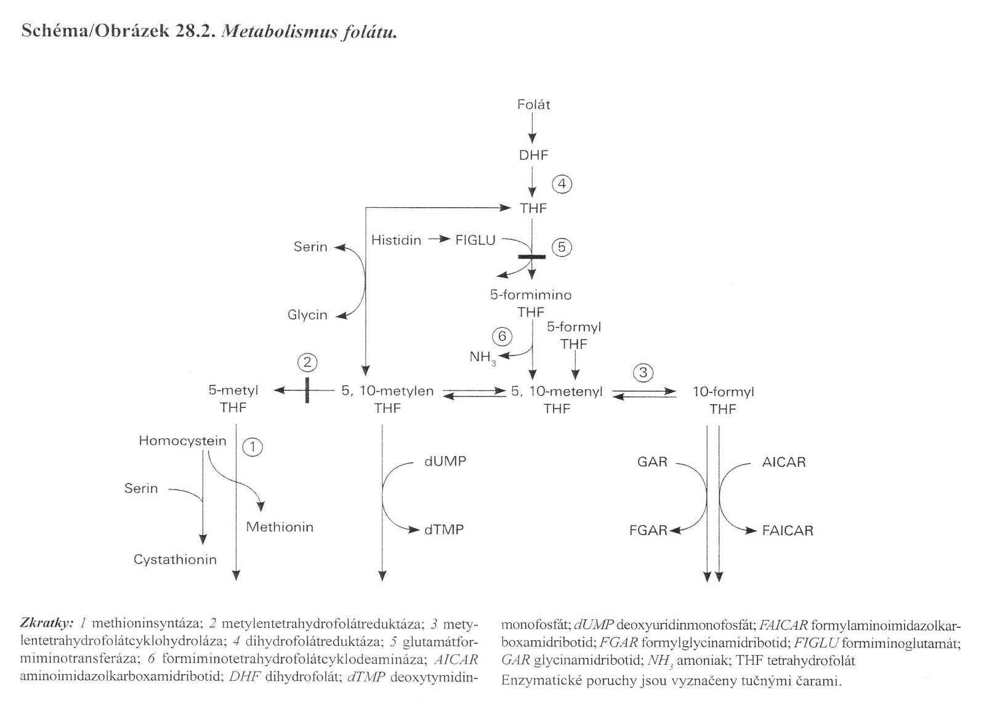 Schéma/Obrázek 28.2. Metabolismus folátu.
Folát
DHF
4
THF
Histidin
FIGLU
5
Serin
Glycin
5-formimino
THF
5-formyl
THF
6
NH3
2
3
5-metyl
THF
5, 10-metylen
THF
5, 10-metenyl
THF
10-formyl
THF
Homocystein
1
Serin
Methionin
Cystathionin
dUMP
dTMP
GAR
AICAR
FGAR
FAICAR
Zkratky: 1 methioninsyntáza; 2 metylentetrahydrofolátreduktáza; 3 mety-
lentetrahydrofolátcyklohydroláza; 4 dihydrofolátreduktáza; 5 glutamátfor-
miminotransferáza; 6 formiminotetrahydrofolátcyklodeamináza; AICAR
aminoimidazolkarboxamidribotid; DHF dihydrofolát; dTMP deoxytymidin-
monofosfát; dUMP deoxyuridinmonofosfát; FAICAR formylaminoimidazolkar-
boxamidribotid; FGAR formylglycinamidribotid; FIGLU formiminoglutamát;
GAR glycinamidribotid; NH3 amoniak; THF tetrahydrofolát
Enzymatické poruchy jsou vyznačeny tučnými čarami.